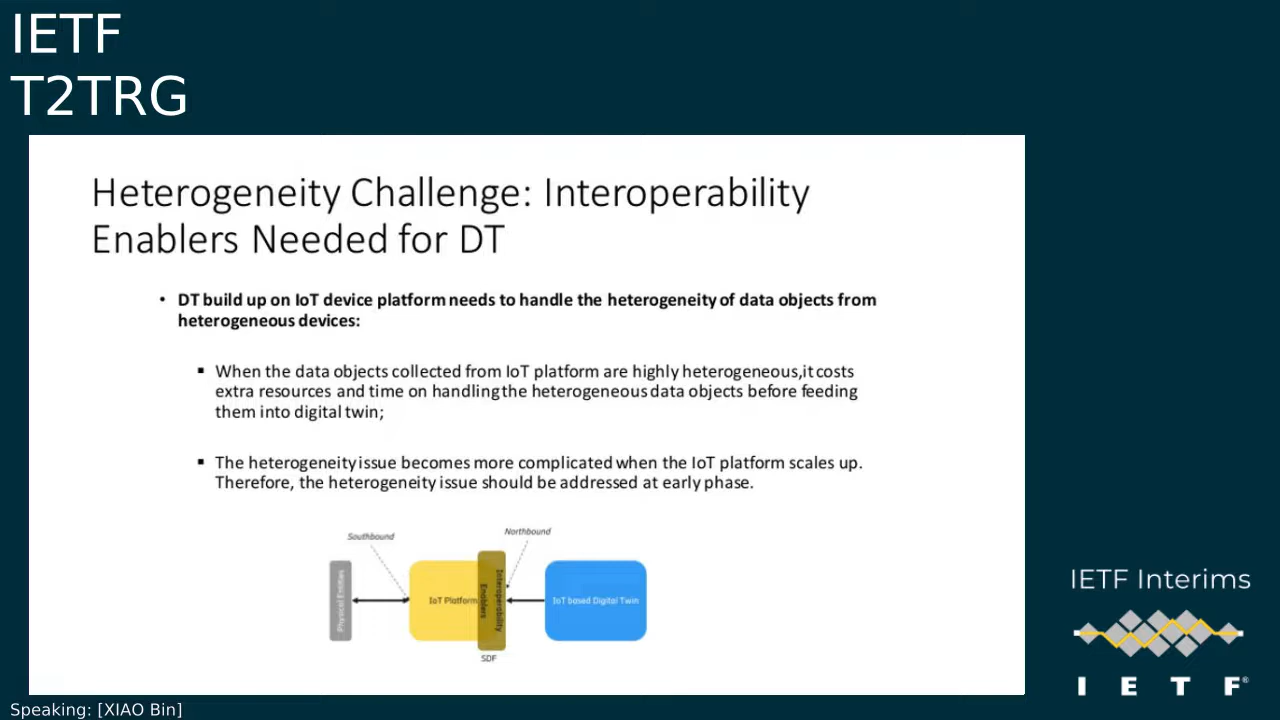 IETF
T2TRG
Heterogeneity Challenge: Interoperability
Enablers Needed for DT
• DT build up on IoT device platform needs to handle the heterogeneity of data objects from
heterogeneous devices:
▪ When the data objects collected from IoT platform are highly heterogeneous,it costs
extra resources and time on handling the heterogeneous data objects before feeding
them into digital twin;
▪ The heterogeneity issue becomes more complicated when the IoT platform scales up.
Therefore, the heterogeneity issue should be addressed at early phase.
Southbound
Northbound
Physical Entities
IoT Platform
Interoperability
Enablers
IoT based Digital Twin
SDF
IETF Interims
I E T F®
Speaking: [XIAO Bin]